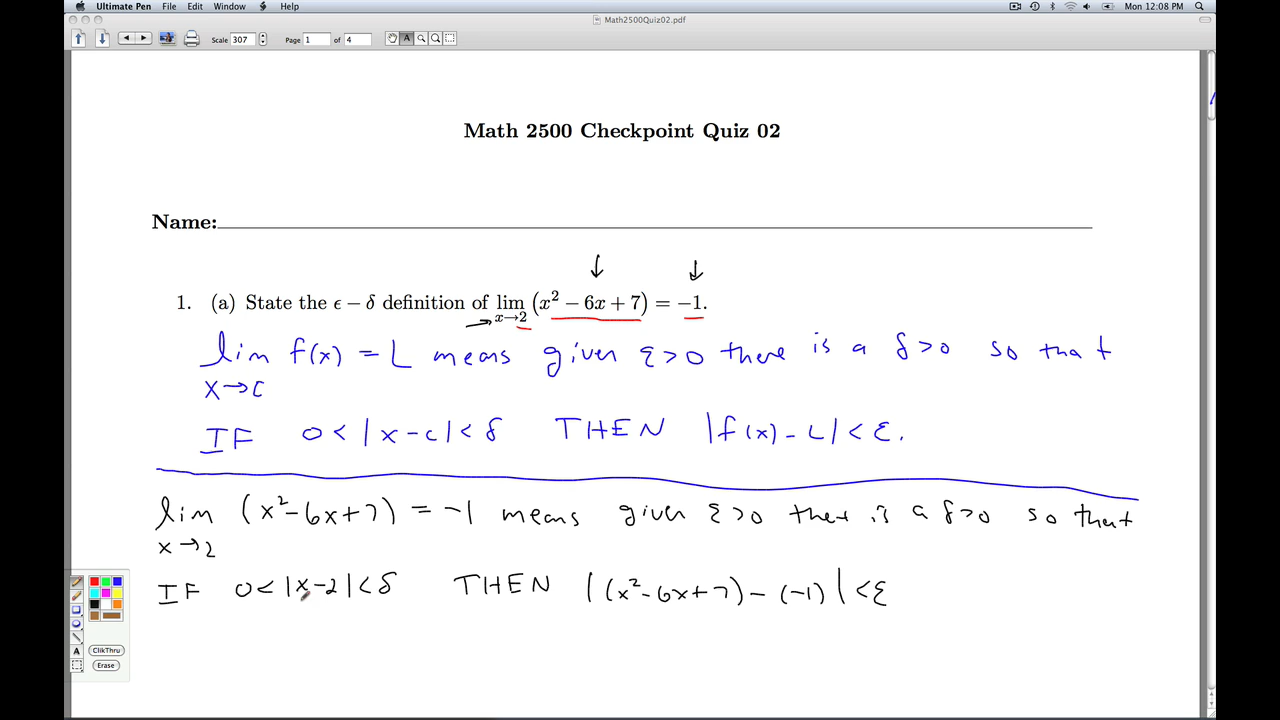 Ultimate Pen File Edit Window Help Mon 12:08 PM
Math2500Quiz02.pdf
Scale 307 Page 1 of 4 A
Math 2500 Checkpoint Quiz 02
Name:
1. (a) State the ϵ − δ definition of lim x→2 (x² − 6x + 7) = −1.
lim f(x) = L means given ε>0 there is a δ>0 so that
x→c
IF 0<|x-c|<δ THEN |f(x)-L|<ε.
lim (x²-6x+7) = -1 means given ε>0 there is a δ>0 so that
x→2
IF 0<|x-2|<δ THEN |(x²-6x+7)-(-1)|<ε
A
ClikThru
Erase